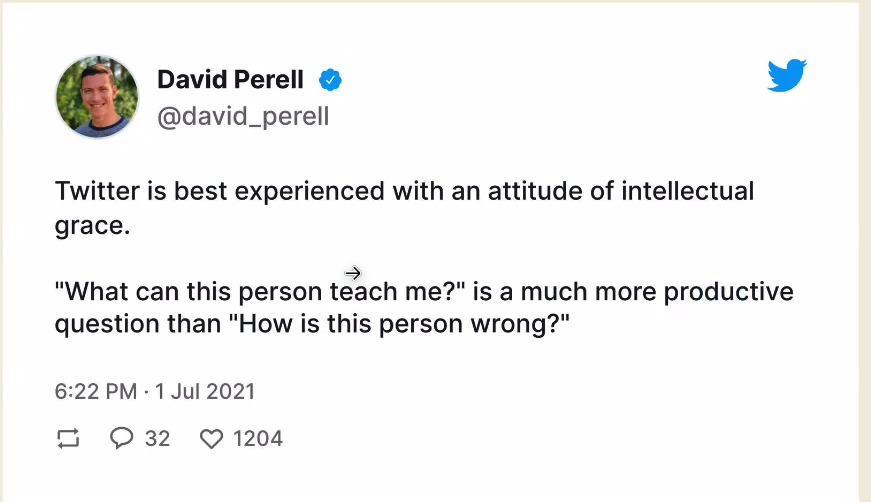 David Perell
@david_perell
Twitter is best experienced with an attitude of intellectual
grace.
"What can this person teach me?" is a much more productive
question than "How is this person wrong?"
6:22 PM · 1 Jul 2021
32 1204